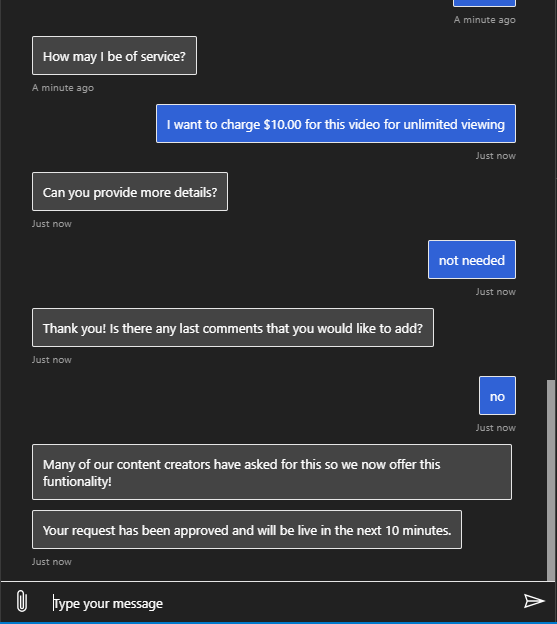 A minute ago
How may I be of service?
A minute ago
I want to charge $10.00 for this video for unlimited viewing
Just now
Can you provide more details?
Just now
not needed
Just now
Thank you! Is there any last comments that you would like to add?
Just now
no
Just now
Many of our content creators have asked for this so we now offer this
funtionality!
Your request has been approved and will be live in the next 10 minutes.
Just now
Type your message